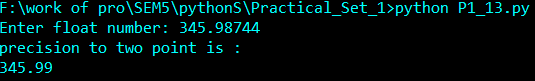 F:\work of pro\SEM5\pythonS\Practical_Set_1>python P1_13.py
Enter float number: 345.98744
precision to two point is :
345.99